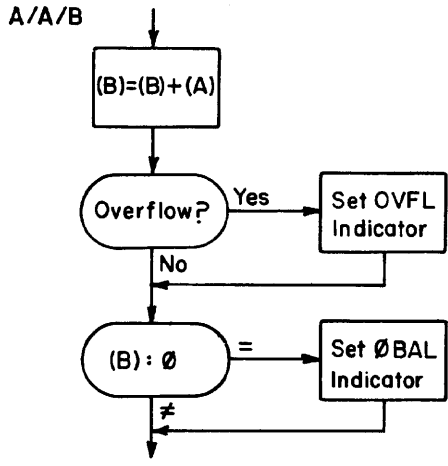 A/A/B
(B)=(B)+(A)
Overflow?
Yes
Set OVFL
Indicator
No
(B) : Ø
=
Set ØBAL
Indicator
≠